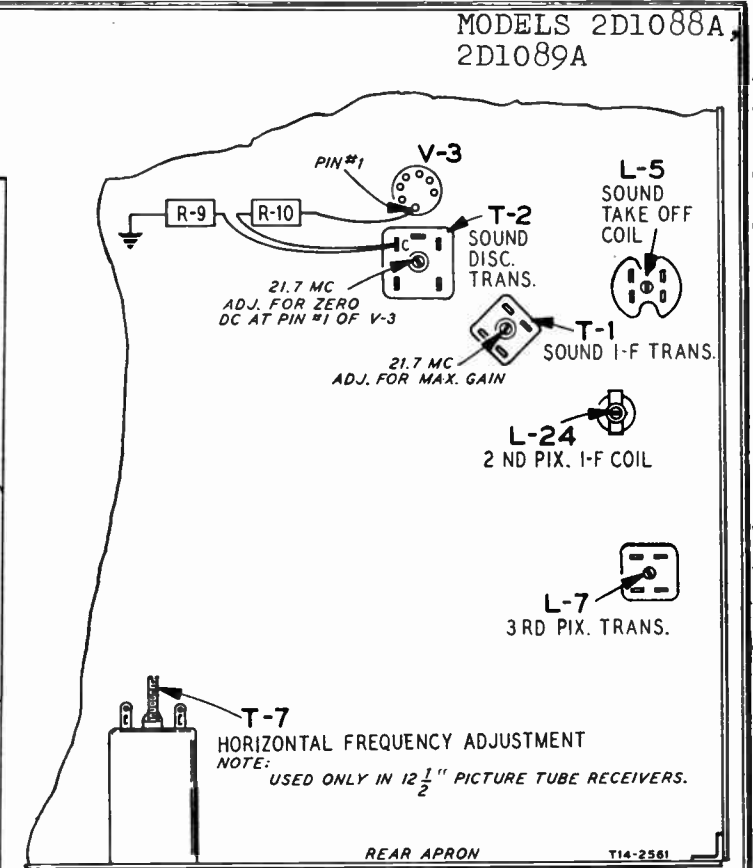 MODELS 2D1088A,
2D1089A
PIN #1
V-3
L-5
SOUND
TAKE OFF
COIL
R-9
R-10
T-2
SOUND
DISC.
TRANS.
C
21.7 MC
ADJ. FOR ZERO
DC AT PIN #1 OF V-3
T-1
SOUND I-F TRANS.
21.7 MC
ADJ. FOR MAX. GAIN
L-24
2 ND PIX. I-F COIL
L-7
3RD PIX. TRANS.
T-7
HORIZONTAL FREQUENCY ADJUSTMENT
NOTE:
USED ONLY IN 12 1/2" PICTURE TUBE RECEIVERS.
REAR APRON
T14-2561